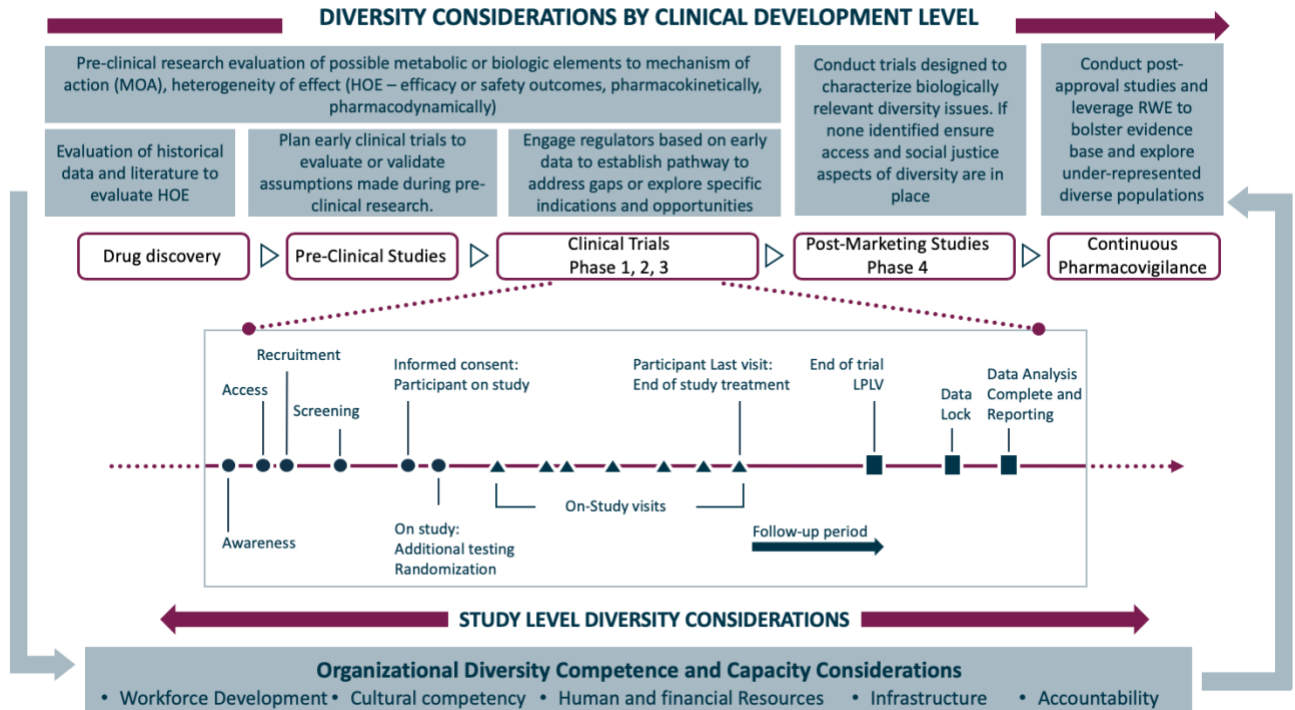 DIVERSITY CONSIDERATIONS BY CLINICAL DEVELOPMENT LEVEL
Pre-clinical research evaluation of possible metabolic or biologic elements to mechanism of
action (MOA), heterogeneity of effect (HOE – efficacy or safety outcomes, pharmacokinetically,
pharmacodynamically)
Evaluation of historical
data and literature to
evaluate HOE
Plan early clinical trials to
evaluate or validate
assumptions made during pre-
clinical research.
Engage regulators based on early
data to establish pathway to
address gaps or explore specific
indications and opportunities
Conduct trials designed to
characterize biologically
relevant diversity issues. If
none identified ensure
access and social justice
aspects of diversity are in
place
Conduct post-
approval studies and
leverage RWE to
bolster evidence
base and explore
under-represented
diverse populations
Drug discovery
Pre-Clinical Studies
Clinical Trials
Phase 1, 2, 3
Post-Marketing Studies
Phase 4
Continuous
Pharmacovigilance
Awareness
Access
Recruitment
Screening
Informed consent:
Participant on study
On study:
Additional testing
Randomization
On-Study visits
Participant Last visit:
End of study treatment
Follow-up period
End of trial
LPLV
Data
Lock
Data Analysis
Complete and
Reporting
STUDY LEVEL DIVERSITY CONSIDERATIONS
Organizational Diversity Competence and Capacity Considerations
• Workforce Development • Cultural competency • Human and financial Resources • Infrastructure • Accountability